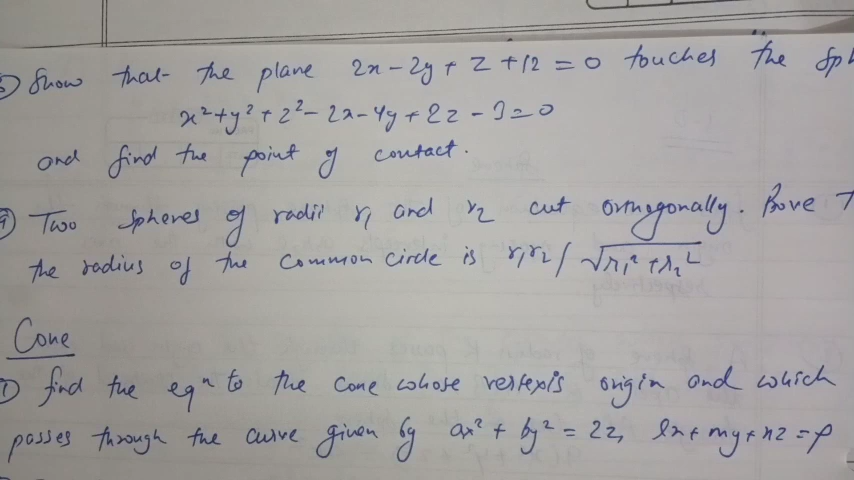 Show that the plane 2x - 2y + z + 12 = 0 touches the sph
x² + y² + z² - 2x - 4y + 2z - 3 = 0
and find the point of contact.
Two spheres of radii r₁ and r₂ cut orthogonally. Prove T
the radius of the common circle is r₁r₂ / √r₁² + r₂²
Cone
① find the eqⁿ to the cone whose vertex is origin and which
passes through the curve given by ax² + by² = 2z, lx + my + nz = p